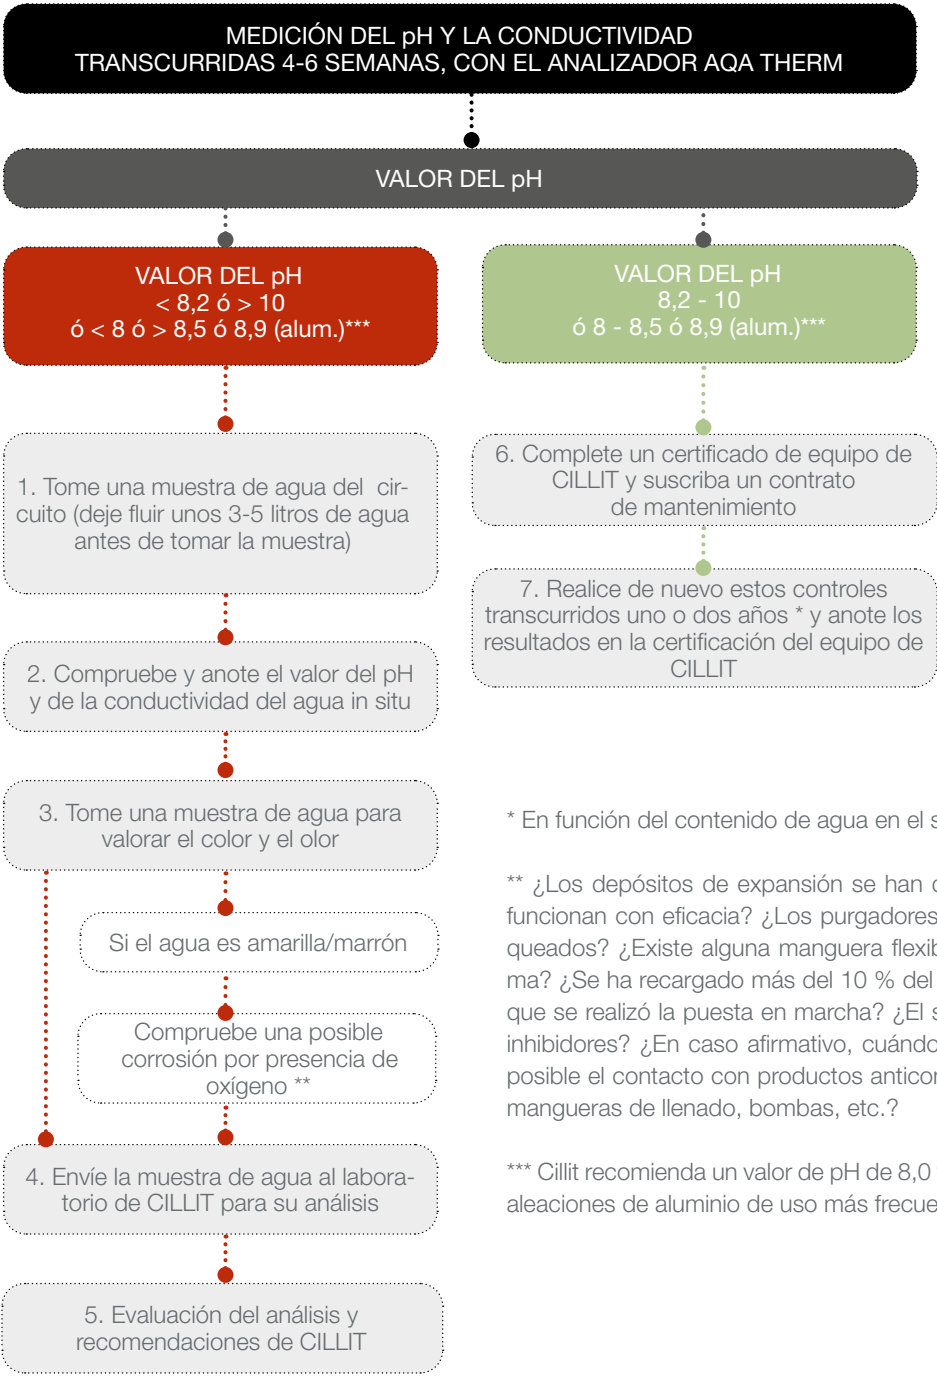 MEDICIÓN DEL pH Y LA CONDUCTIVIDAD
TRANSCURRIDAS 4-6 SEMANAS, CON EL ANALIZADOR AQA THERM
VALOR DEL pH
VALOR DEL pH
< 8,2 ó > 10
ó < 8 ó > 8,5 ó 8,9 (alum.)***
1. Tome una muestra de agua del cir-
cuito (deje fluir unos 3-5 litros de agua
antes de tomar la muestra)
2. Compruebe y anote el valor del pH
y de la conductividad del agua in situ
3. Tome una muestra de agua para
valorar el color y el olor
Si el agua es amarilla/marrón
Compruebe una posible
corrosión por presencia de
oxígeno **
4. Envíe la muestra de agua al labora-
torio de CILLIT para su análisis
5. Evaluación del análisis y
recomendaciones de CILLIT
VALOR DEL pH
8,2 - 10
ó 8 - 8,5 ó 8,9 (alum.)***
6. Complete un certificado de equipo de
CILLIT y suscriba un contrato
de mantenimiento
7. Realice de nuevo estos controles
transcurridos uno o dos años * y anote los
resultados en la certificación del equipo de
CILLIT
* En función del contenido de agua en el s
** ¿Los depósitos de expansión se han
funcionan con eficacia? ¿Los purgadores
queados? ¿Existe alguna manguera flexib
ma? ¿Se ha recargado más del 10 % del
que se realizó la puesta en marcha? ¿El s
inhibidores? ¿En caso afirmativo, cuándo
posible el contacto con productos anticor
mangueras de llenado, bombas, etc.?
*** Cillit recomienda un valor de pH de 8,0
aleaciones de aluminio de uso más frecue